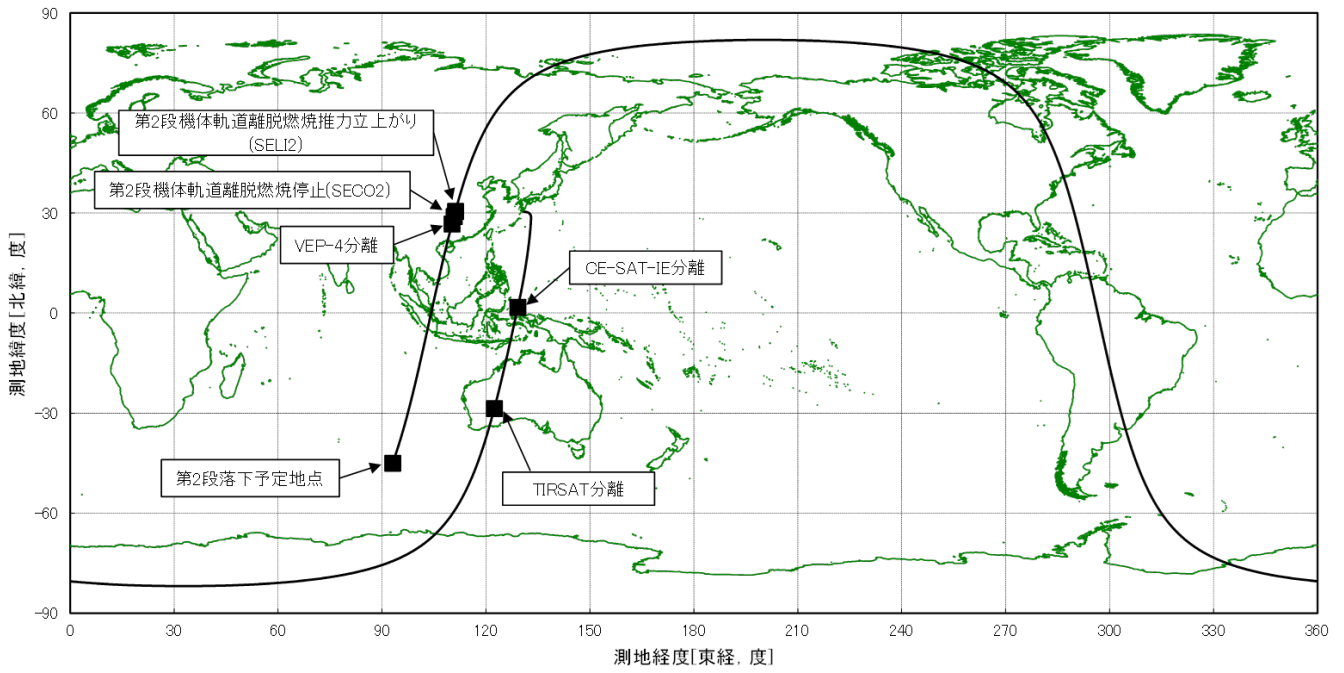 90
60
30
0
-30
-60
-90
測地緯度[北緯, 度]
第2段機体軌道離脱燃焼推力立上がり
(SELI2)
第2段機体軌道離脱燃焼停止(SECO2)
VEP-4分離
CE-SAT-IE分離
第2段落下予定地点
TIRSAT分離
0
30
60
90
120
150
180
210
240
270
300
330
360
測地経度[東経, 度]